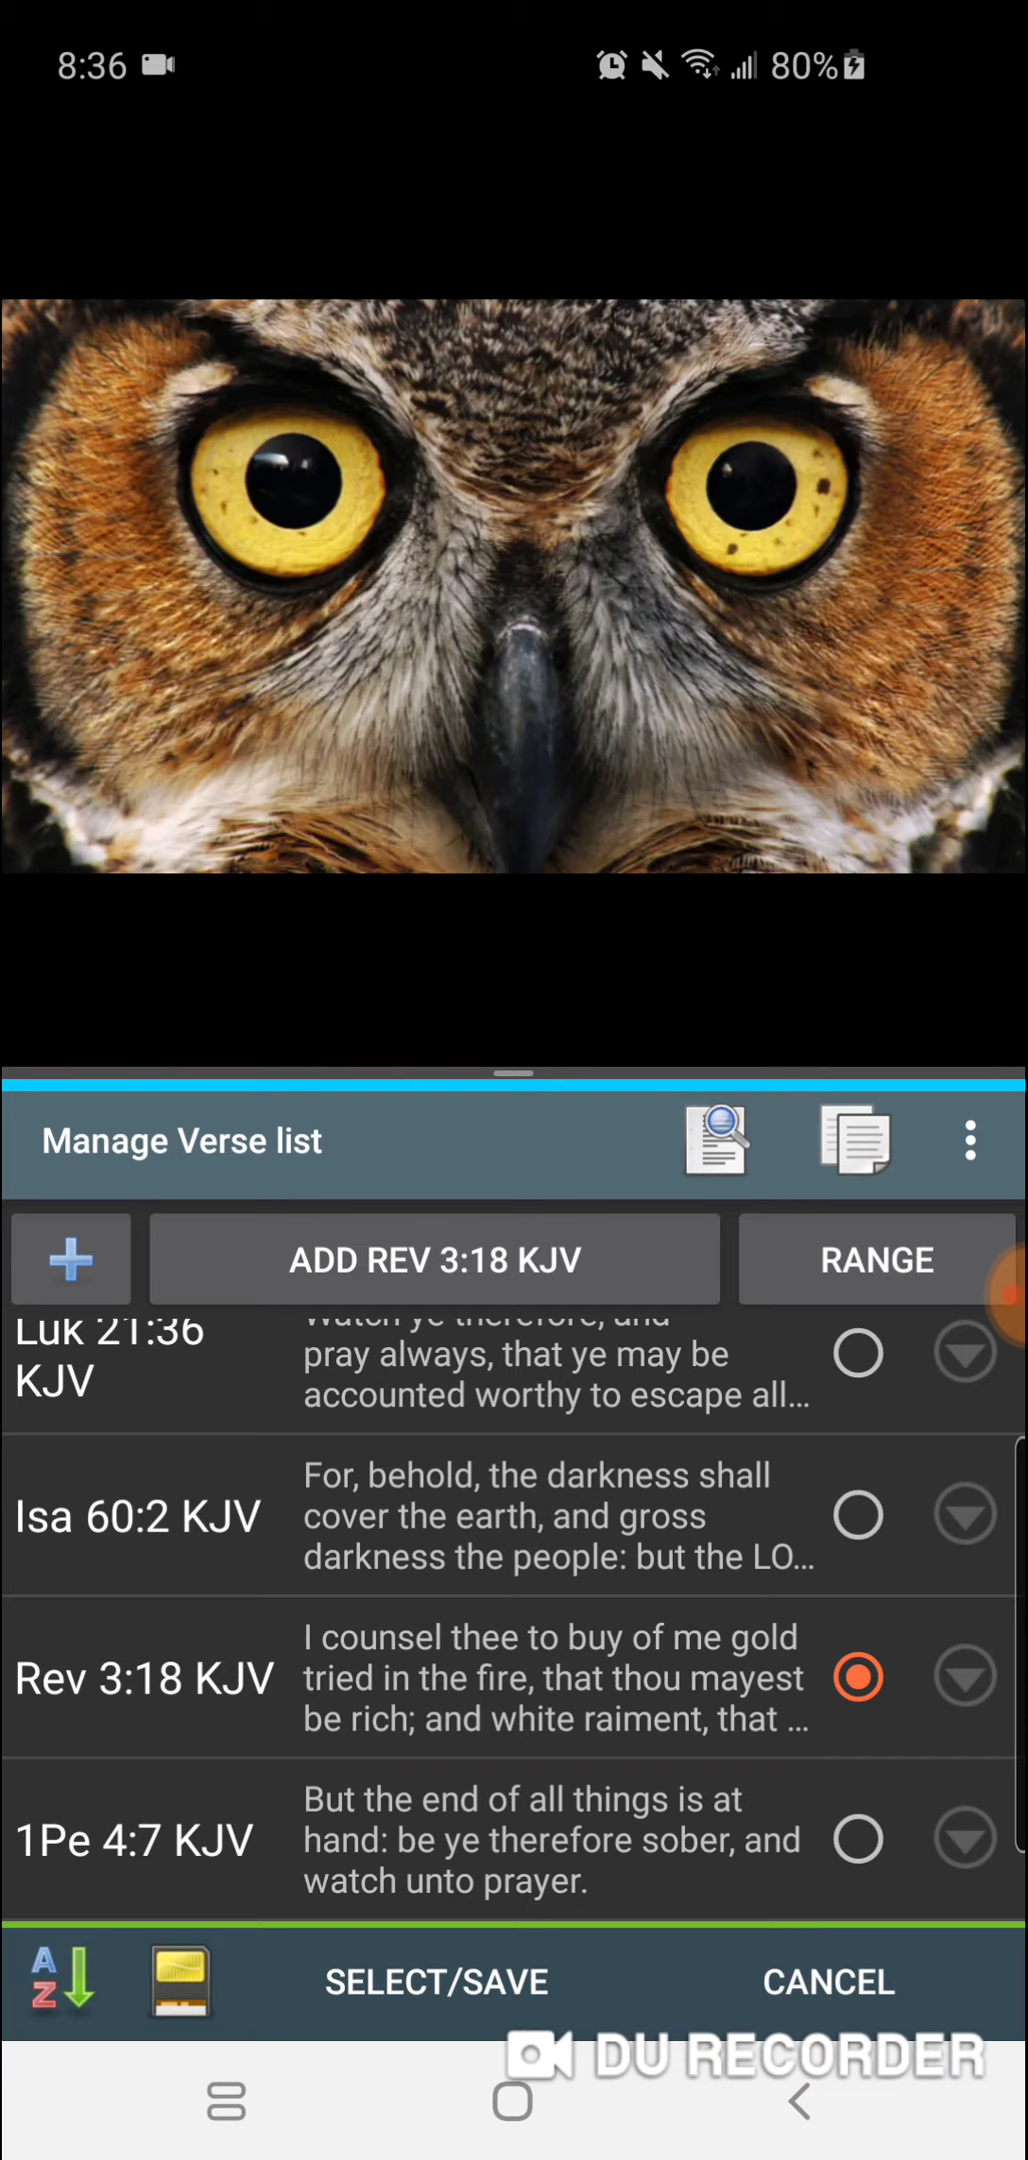 8:36 80%
Manage Verse list
ADD REV 3:18 KJV RANGE
Luk 21:36
KJV
Watch ye therefore, and
pray always, that ye may be
accounted worthy to escape all...
Isa 60:2 KJV
For, behold, the darkness shall
cover the earth, and gross
darkness the people: but the LO...
Rev 3:18 KJV
I counsel thee to buy of me gold
tried in the fire, that thou mayest
be rich; and white raiment, that ...
1Pe 4:7 KJV
But the end of all things is at
hand: be ye therefore sober, and
watch unto prayer.
A
Z
SELECT/SAVE CANCEL
DU RECORDER